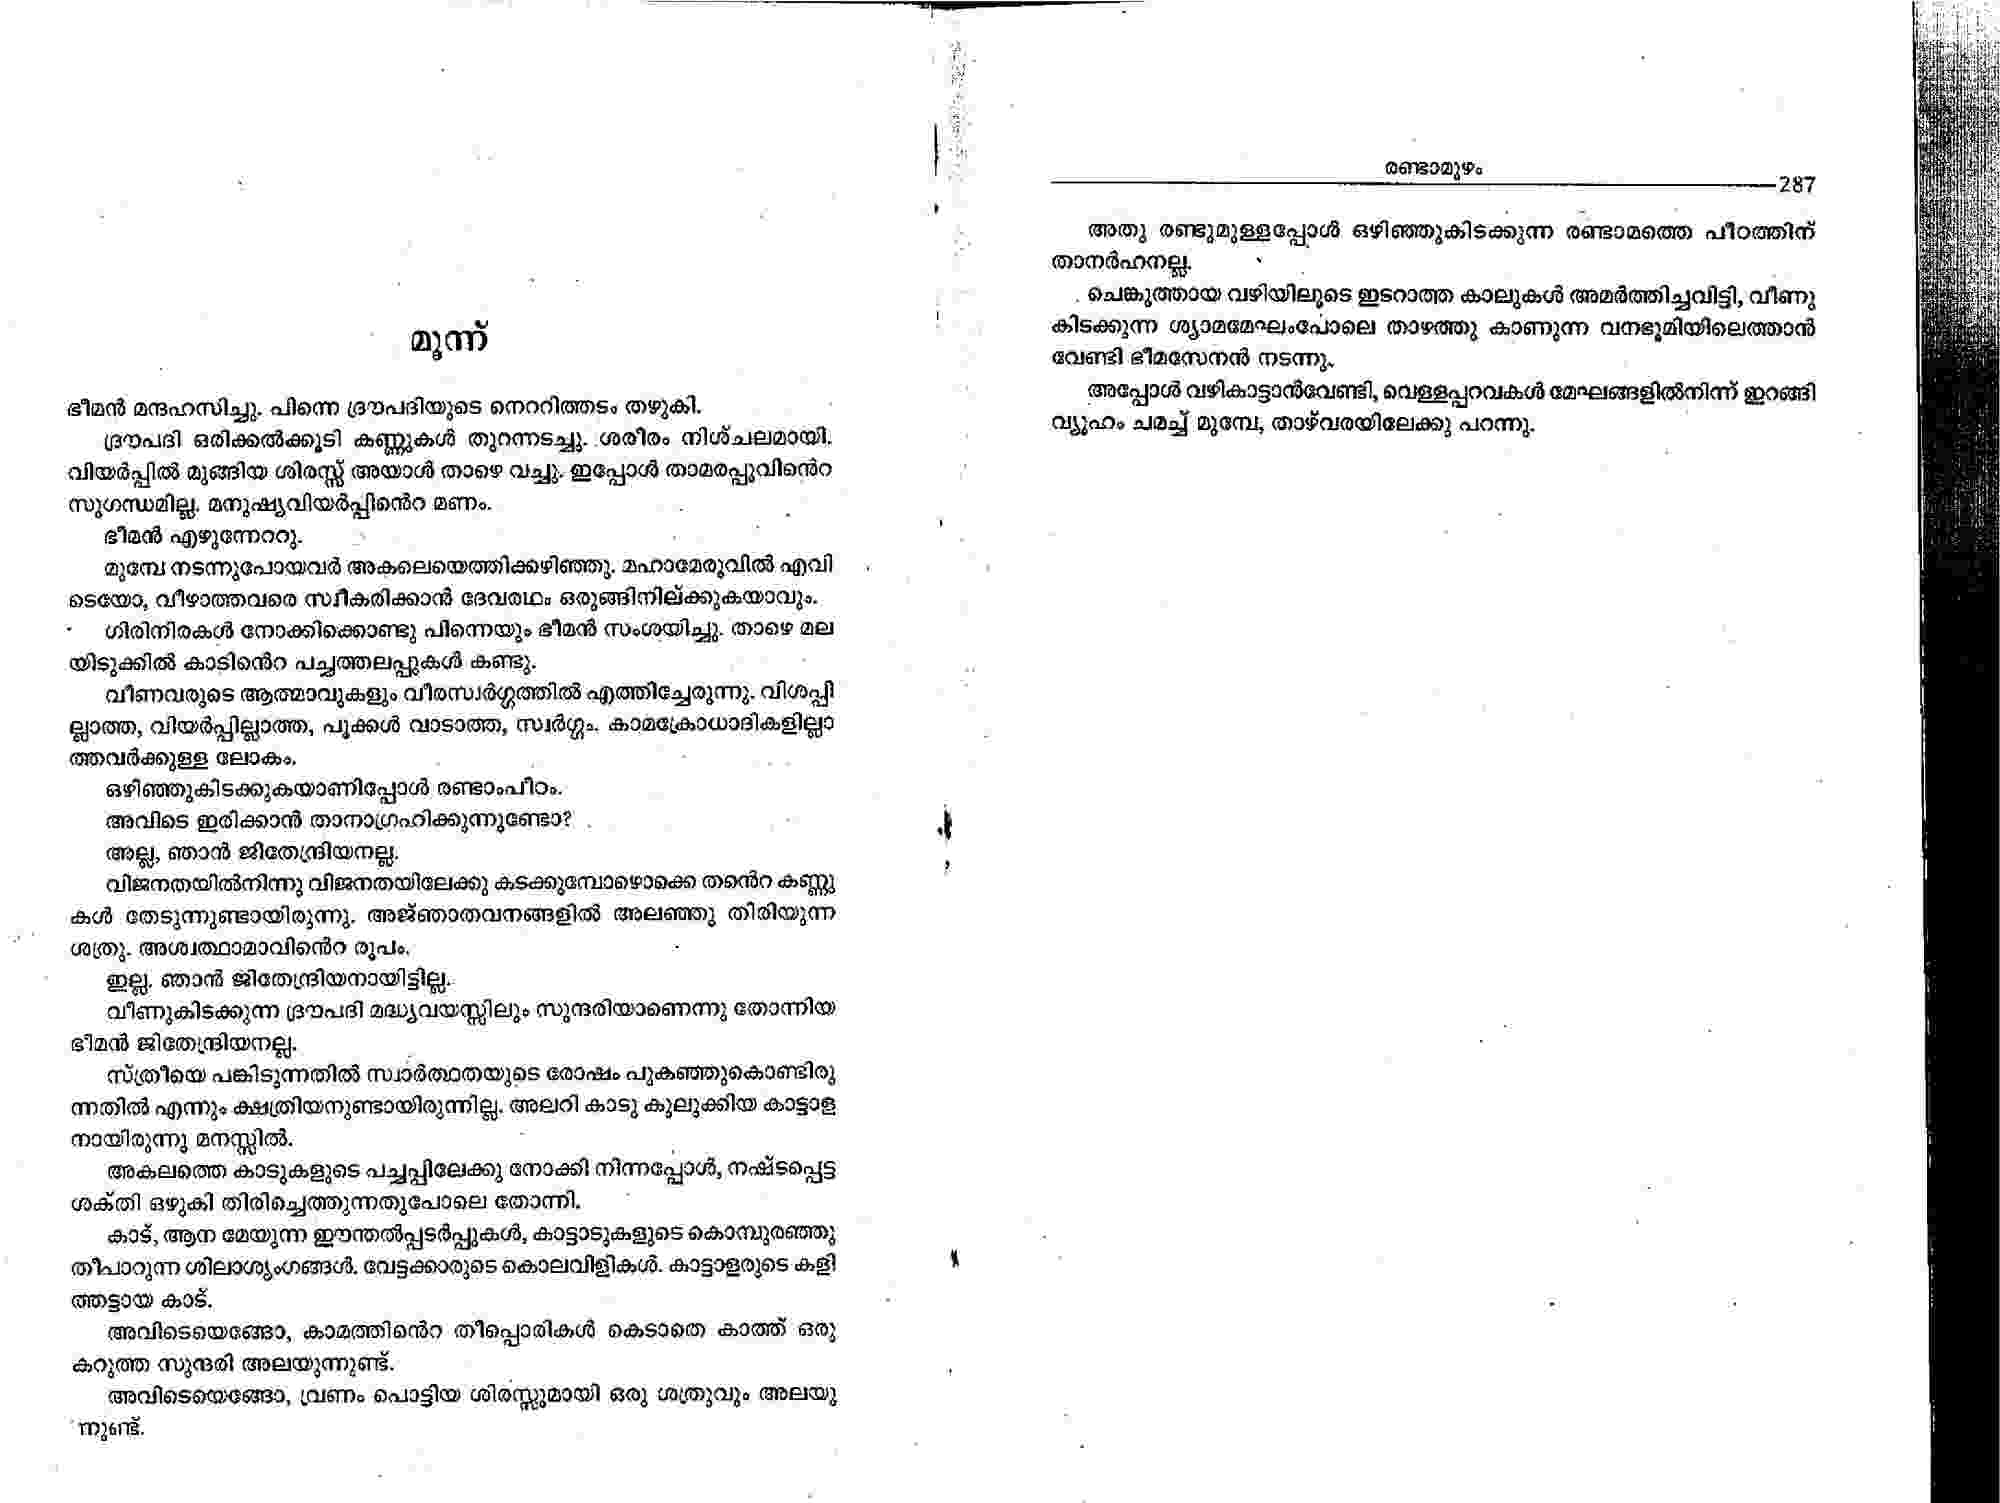 മൂന്ന്
ഭീമൻ മന്ദഹസിച്ചു. പിന്നെ ദ്രൗപദിയുടെ നെററിത്തടം തഴുകി.
ദ്രൗപദി ഒരിക്കൽക്കൂടി കണ്ണുകൾ തുറന്നടച്ചു. ശരീരം നിശ്ചലമായി.
വിയർപ്പിൽ മുങ്ങിയ ശിരസ്സ് അയാൾ താഴെ വച്ചു. ഇപ്പോൾ താമരപ്പൂവിൻെറ
സുഗന്ധമില്ല. മനുഷ്യവിയർപ്പിൻെറ മണം.
ഭീമൻ എഴുന്നേററു.
മുമ്പേ നടന്നുപോയവർ അകലെയെത്തിക്കഴിഞ്ഞു. മഹാമേരുവിൽ എവി
ടെയോ, വീഴാത്തവരെ സ്വീകരിക്കാൻ ദേവരഥം ഒരുങ്ങിനില്ക്കുകയാവും.
ഗിരിനിരകൾ നോക്കിക്കൊണ്ടു പിന്നെയും ഭീമൻ സംശയിച്ചു. താഴെ മല
യിടുക്കിൽ കാടിൻെറ പച്ചത്തലപ്പുകൾ കണ്ടു.
വീണവരുടെ ആത്മാവുകളും വീരസ്വർഗ്ഗത്തിൽ എത്തിച്ചേരുന്നു. വിശപ്പി
ല്ലാത്ത, വിയർപ്പില്ലാത്ത, പൂക്കൾ വാടാത്ത, സ്വർഗ്ഗം. കാമക്രോധാദികളില്ലാ
ത്തവർക്കുള്ള ലോകം.
ഒഴിഞ്ഞുകിടക്കുകയാണിപ്പോൾ രണ്ടാംപീഠം.
അവിടെ ഇരിക്കാൻ താനാഗ്രഹിക്കുന്നുണ്ടോ?
അല്ല, ഞാൻ ജിതേന്ദ്രിയനല്ല.
വിജനതയിൽനിന്നു വിജനതയിലേക്കു കടക്കുമ്പോഴൊക്കെ തൻെറ കണ്ണു
കൾ തേടുന്നുണ്ടായിരുന്നു. അജ്ഞാതവനങ്ങളിൽ അലഞ്ഞു തിരിയുന്ന
ശത്രു. അശ്വത്ഥാമാവിൻെറ രൂപം.
ഇല്ല. ഞാൻ ജിതേന്ദ്രിയനായിട്ടില്ല.
വീണുകിടക്കുന്ന ദ്രൗപദി മദ്ധ്യവയസ്സിലും സുന്ദരിയാണെന്നു തോന്നിയ
ഭീമൻ ജിതേന്ദ്രിയനല്ല.
സ്ത്രീയെ പങ്കിടുന്നതിൽ സ്വാർത്ഥതയുടെ രോഷം പുകഞ്ഞുകൊണ്ടിരു
ന്നതിൽ എന്നും ക്ഷത്രിയനുണ്ടായിരുന്നില്ല. അലറി കാടു കുലുക്കിയ കാട്ടാള
നായിരുന്നു മനസ്സിൽ.
അകലത്തെ കാടുകളുടെ പച്ചപ്പിലേക്കു നോക്കി നിന്നപ്പോൾ, നഷ്ടപ്പെട്ട
ശക്തി ഒഴുകി തിരിച്ചെത്തുന്നതുപോലെ തോന്നി.
കാട്, ആന മേയുന്ന ഈന്തൽപ്പടർപ്പുകൾ, കാട്ടാടുകളുടെ കൊമ്പുരഞ്ഞു
തീപാറുന്ന ശിലാശൃംഗങ്ങൾ. വേട്ടക്കാരുടെ കൊലവിളികൾ. കാട്ടാളരുടെ കളി
ത്തട്ടായ കാട്.
അവിടെയെങ്ങോ, കാമത്തിൻെറ തീപ്പൊരികൾ കെടാതെ കാത്ത് ഒരു
കറുത്ത സുന്ദരി അലയുന്നുണ്ട്.
അവിടെയെങ്ങോ, വ്രണം പൊട്ടിയ ശിരസ്സുമായി ഒരു ശത്രുവും അലയു
ന്നുണ്ട്.
രണ്ടാമൂഴം
287
അതു രണ്ടുമുള്ളപ്പോൾ ഒഴിഞ്ഞുകിടക്കുന്ന രണ്ടാമത്തെ പീഠത്തിന്
താനർഹനല്ല.
ചെങ്കുത്തായ വഴിയിലൂടെ ഇടറാത്ത കാലുകൾ അമർത്തിച്ചവിട്ടി, വീണു
കിടക്കുന്ന ശ്യാമമേഘംപോലെ താഴത്തു കാണുന്ന വനഭൂമിയിലെത്താൻ
വേണ്ടി ഭീമസേനൻ നടന്നു.
അപ്പോൾ വഴികാട്ടാൻവേണ്ടി, വെള്ളപ്പറവകൾ മേഘങ്ങളിൽനിന്ന് ഇറങ്ങി
വ്യൂഹം ചമച്ച് മുമ്പേ, താഴ്വരയിലേക്കു പറന്നു.